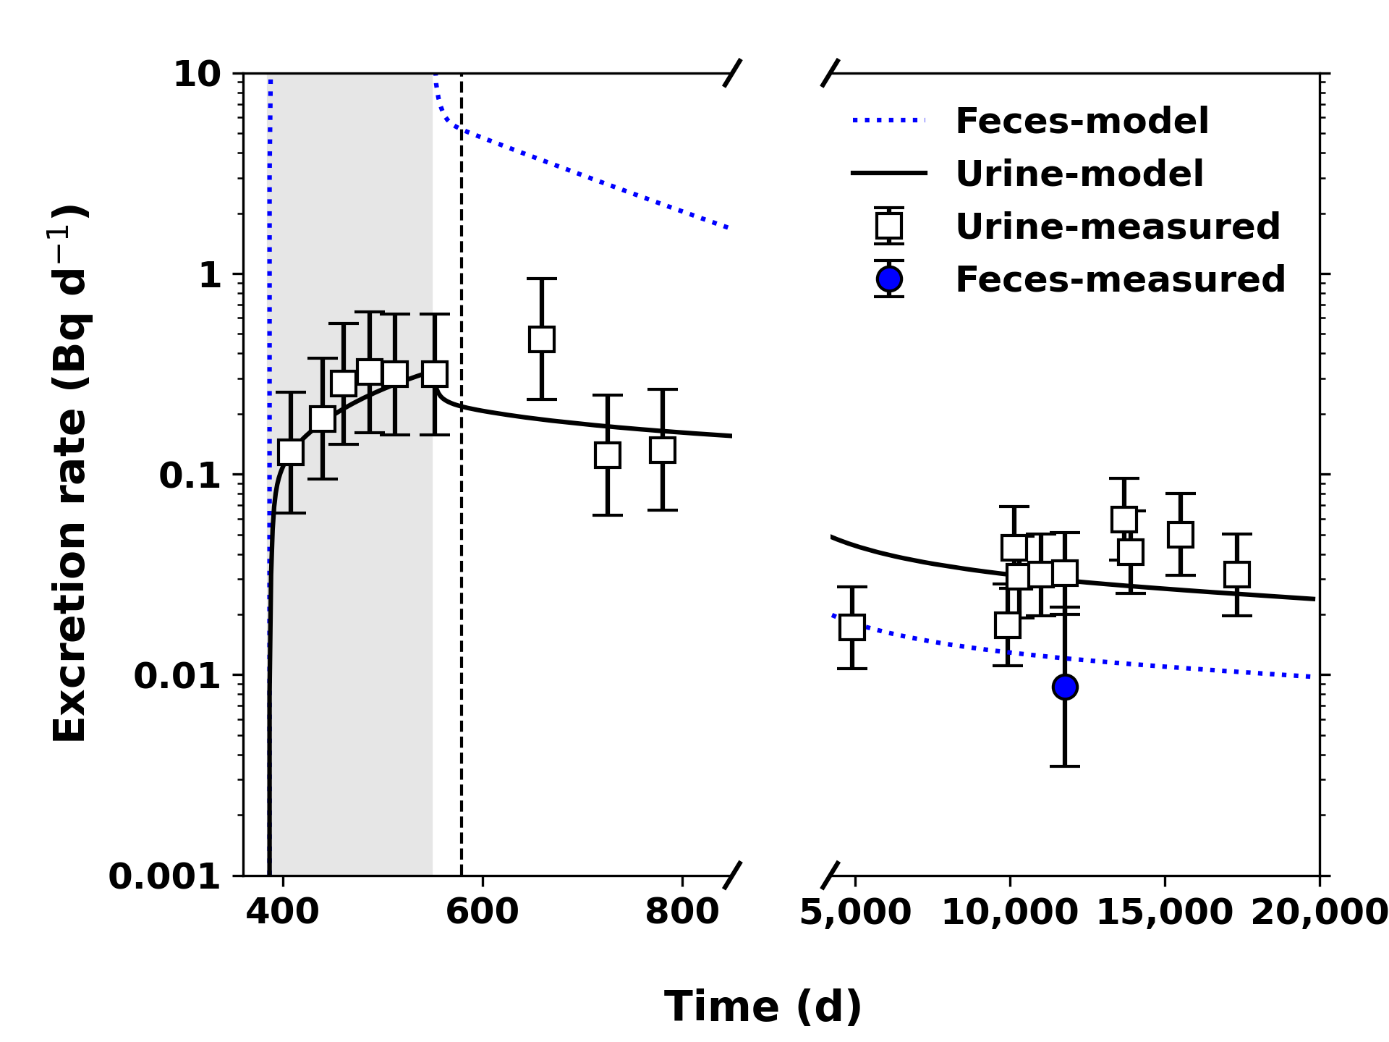 10
1
0.1
0.01
0.001
Excretion rate (Bq d⁻¹)
Feces-model
Urine-model
Urine-measured
Feces-measured
400 600 800 5,000 10,000 15,000 20,000
Time (d)